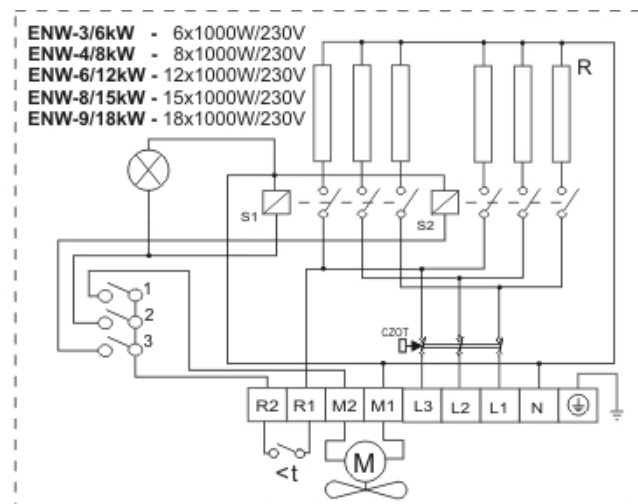 ENW-3/6kW - 6x1000W/230V
ENW-4/8kW - 8x1000W/230V
ENW-6/12kW - 12x1000W/230V
ENW-8/15kW - 15x1000W/230V
ENW-9/18kW - 18x1000W/230V
R
S1
S2
1
2
3
CZOT
R2 R1 M2 M1 L3 L2 L1 N
<t
M